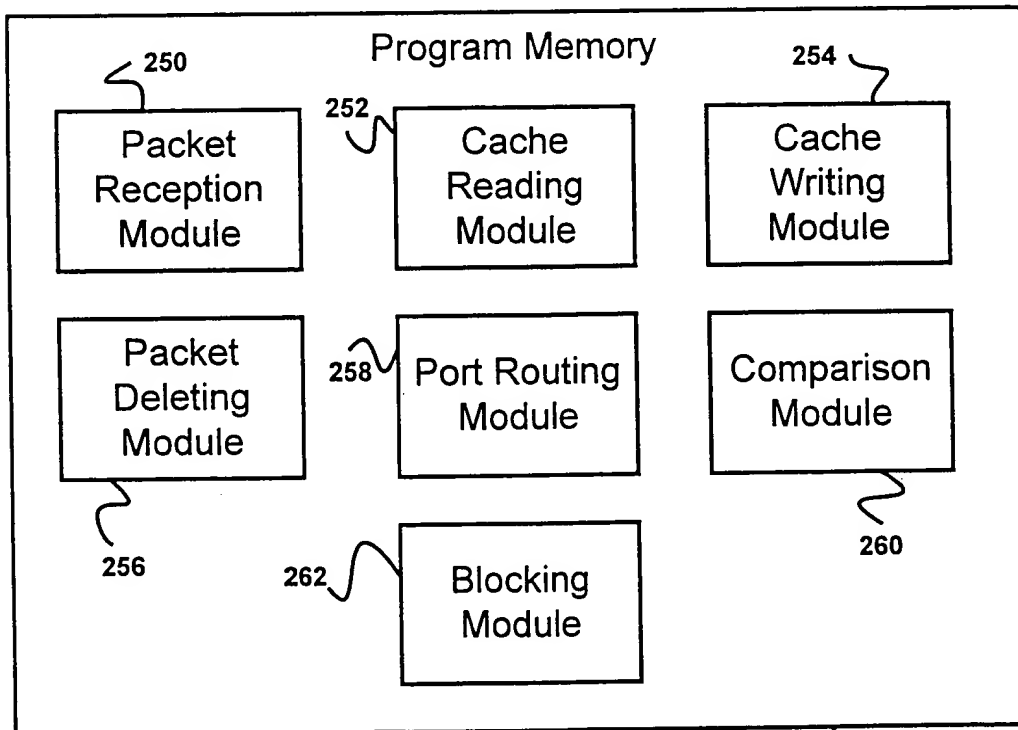 Program Memory
250
252
254
Packet
Reception
Module
Cache
Reading
Module
Cache
Writing
Module
Packet
Deleting
Module
258
Port Routing
Module
Comparison
Module
256
262
260
Blocking
Module